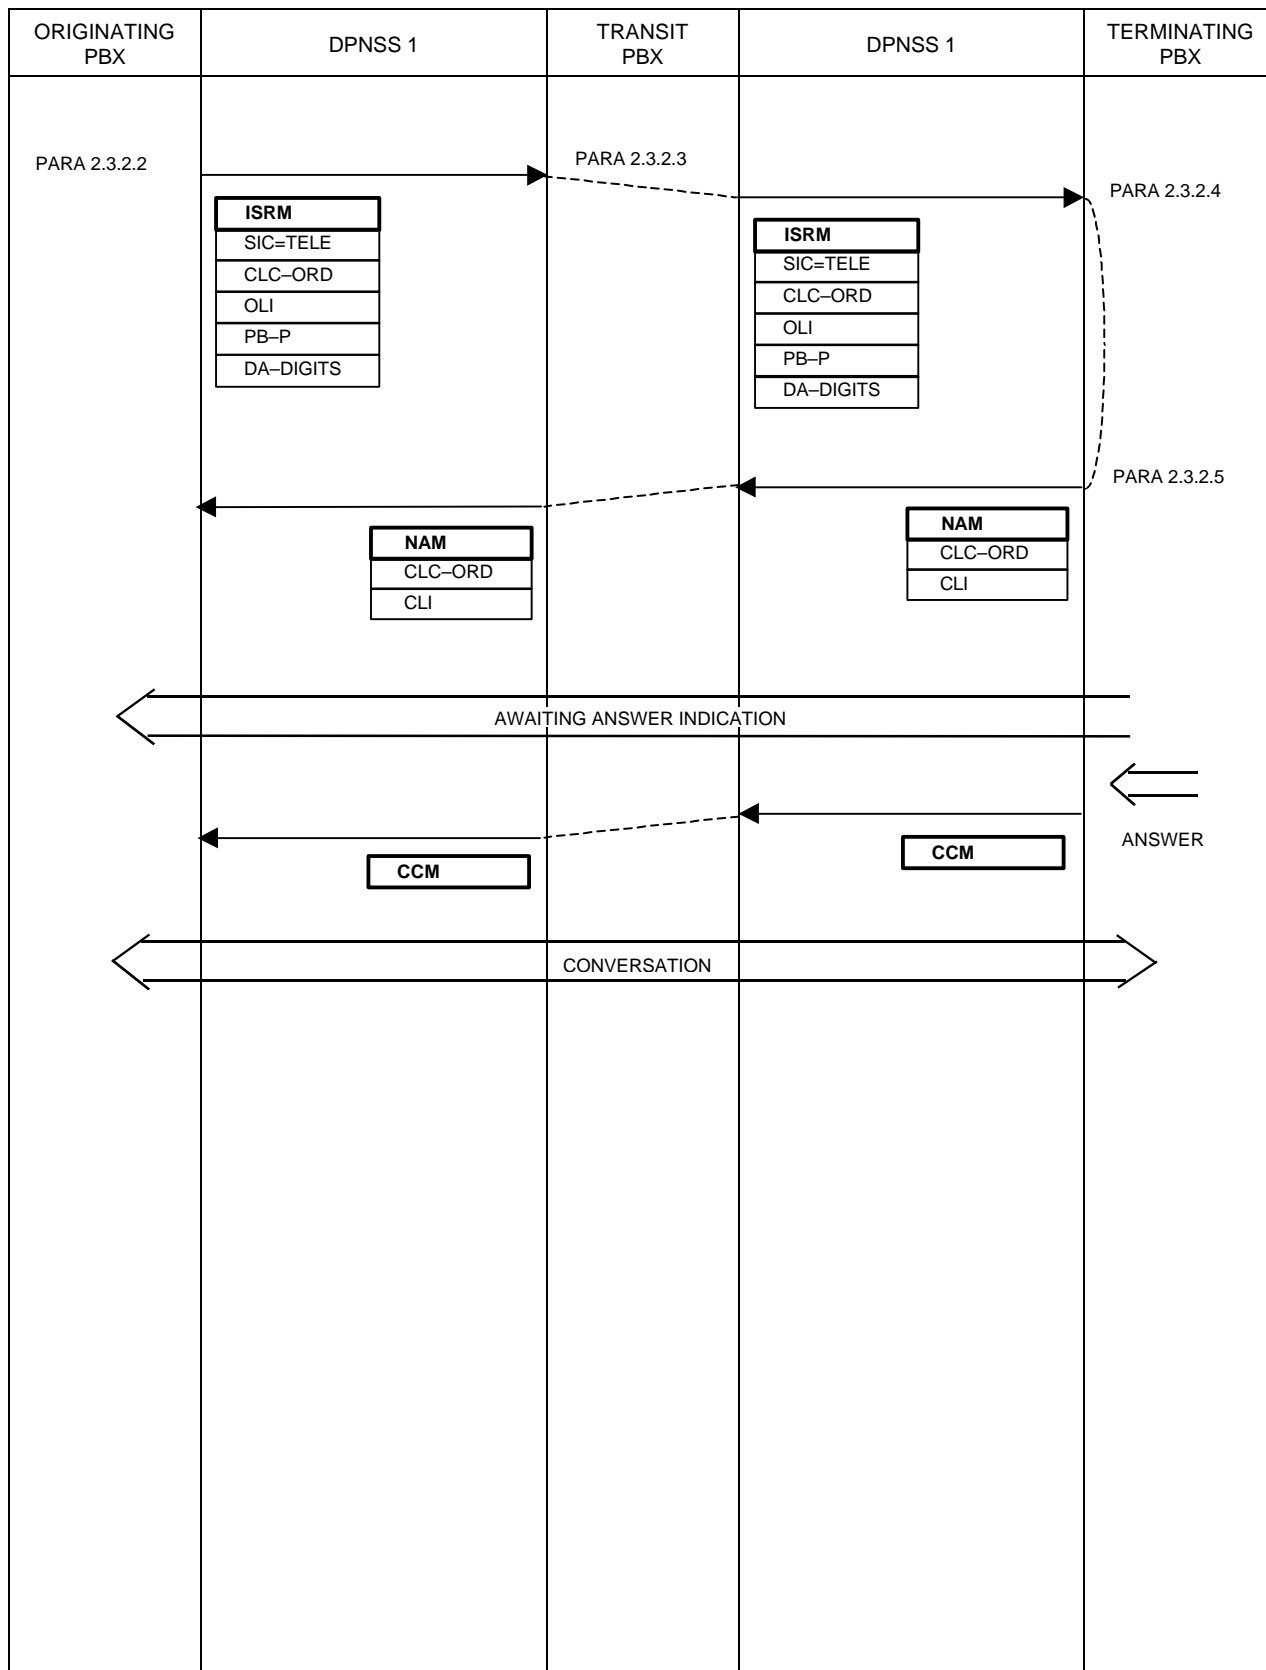 ORIGINATING
PBX
DPNSS 1
TRANSIT
PBX
DPNSS 1
TERMINATING
PBX
PARA 2.3.2.2
PARA 2.3.2.3
PARA 2.3.2.4
ISRM
SIC=TELE
CLC–ORD
OLI
PB–P
DA–DIGITS
ISRM
SIC=TELE
CLC–ORD
OLI
PB–P
DA–DIGITS
PARA 2.3.2.5
NAM
CLC–ORD
CLI
NAM
CLC–ORD
CLI
AWAITING ANSWER INDICATION
ANSWER
CCM
CCM
CONVERSATION